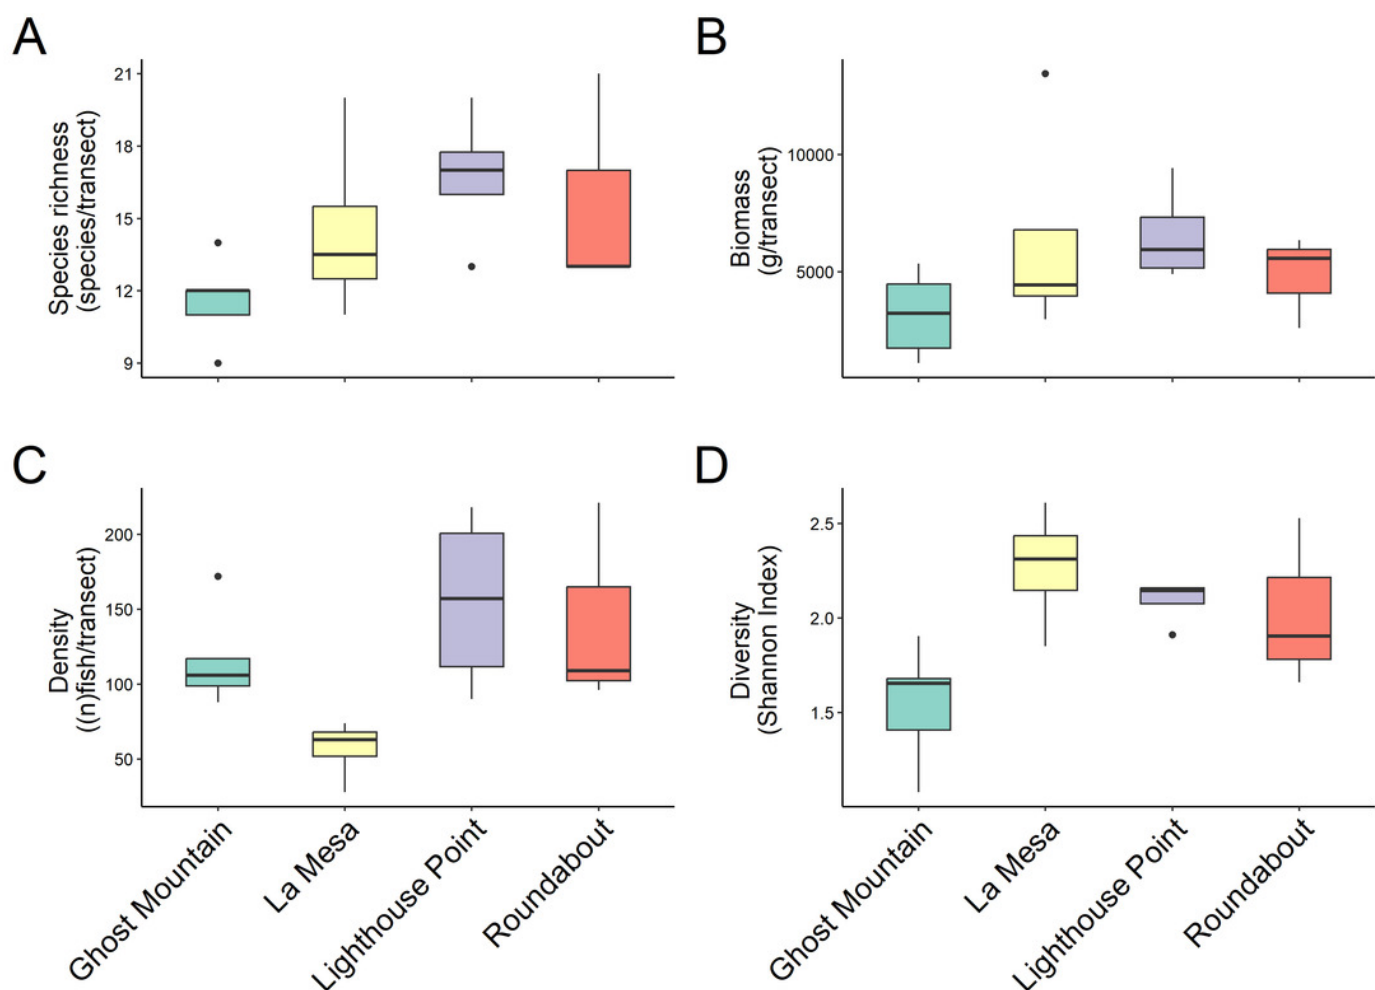 A
Species richness
(species/transect)
21
18
15
12
9
B
Biomass
(g/transect)
10000
5000
C
Density
((n)fish/transect)
200
150
100
50
D
Diversity
(Shannon Index)
2.5
2.0
1.5
Ghost Mountain
La Mesa
Lighthouse Point
Roundabout
Ghost Mountain
La Mesa
Lighthouse Point
Roundabout